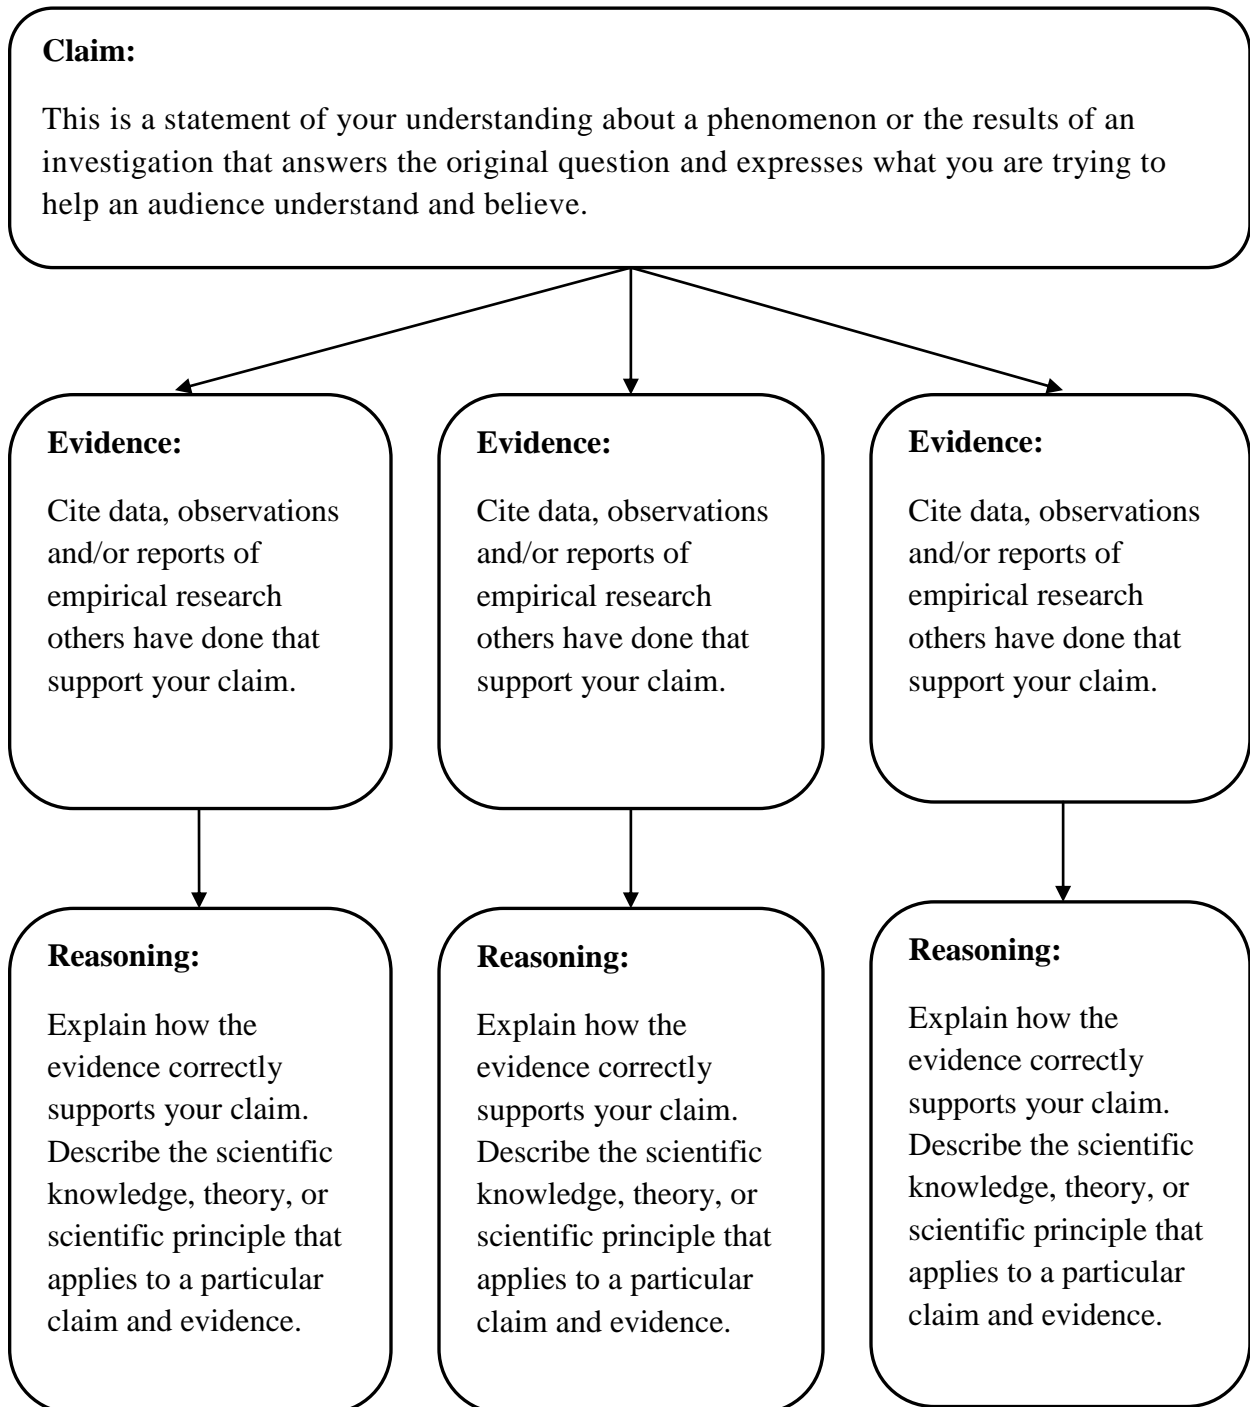 Claim:
This is a statement of your understanding about a phenomenon or the results of an
investigation that answers the original question and expresses what you are trying to
help an audience understand and believe.
Evidence:
Cite data, observations
and/or reports of
empirical research
others have done that
support your claim.
Evidence:
Cite data, observations
and/or reports of
empirical research
others have done that
support your claim.
Evidence:
Cite data, observations
and/or reports of
empirical research
others have done that
support your claim.
Reasoning:
Explain how the
evidence correctly
supports your claim.
Describe the scientific
knowledge, theory, or
scientific principle that
applies to a particular
claim and evidence.
Reasoning:
Explain how the
evidence correctly
supports your claim.
Describe the scientific
knowledge, theory, or
scientific principle that
applies to a particular
claim and evidence.
Reasoning:
Explain how the
evidence correctly
supports your claim.
Describe the scientific
knowledge, theory, or
scientific principle that
applies to a particular
claim and evidence.